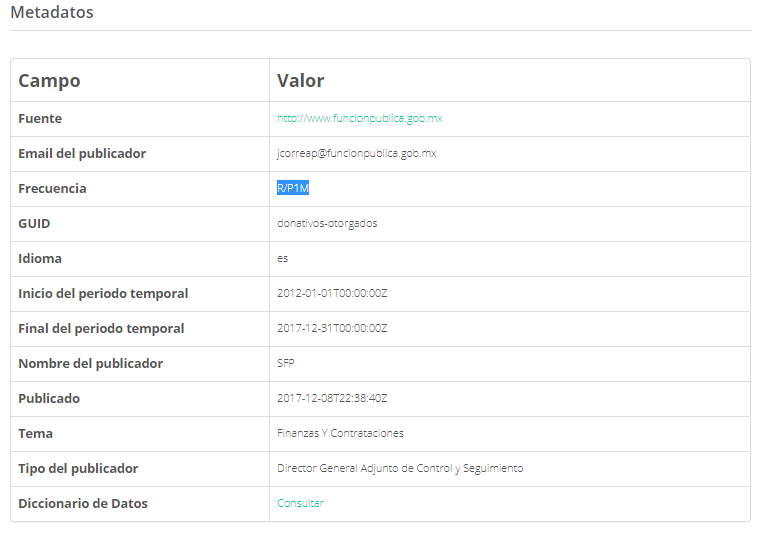 Metadatos
Campo Valor
Fuente http://www.funcionpublica.gob.mx
Email del publicador jcorreap@funcionpublica.gob.mx
Frecuencia R/P1M
GUID donativos-otorgados
Idioma es
Inicio del periodo temporal 2012-01-01T00:00:00Z
Final del periodo temporal 2017-12-31T00:00:00Z
Nombre del publicador SFP
Publicado 2017-12-08T22:38:40Z
Tema Finanzas Y Contrataciones
Tipo del publicador Director General Adjunto de Control y Seguimiento
Diccionario de Datos Consultar